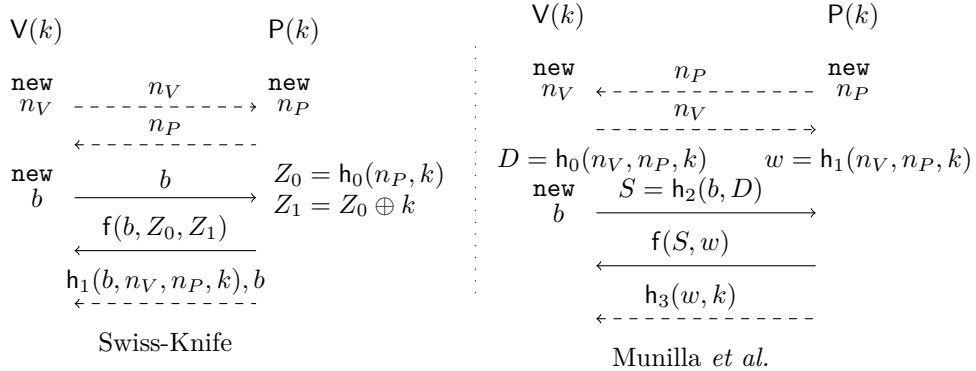 V(k) P(k)
new n_V new n_P
n_V
n_P
new b
b
Z_0 = h_0(n_P, k)
Z_1 = Z_0 ⊕ k
f(b, Z_0, Z_1)
h_1(b, n_V, n_P, k), b
Swiss-Knife
V(k) P(k)
new n_V new n_P
n_P
n_V
D = h_0(n_V, n_P, k) w = h_1(n_V, n_P, k)
new b
S = h_2(b, D)
f(S, w)
h_3(w, k)
Munilla et al.